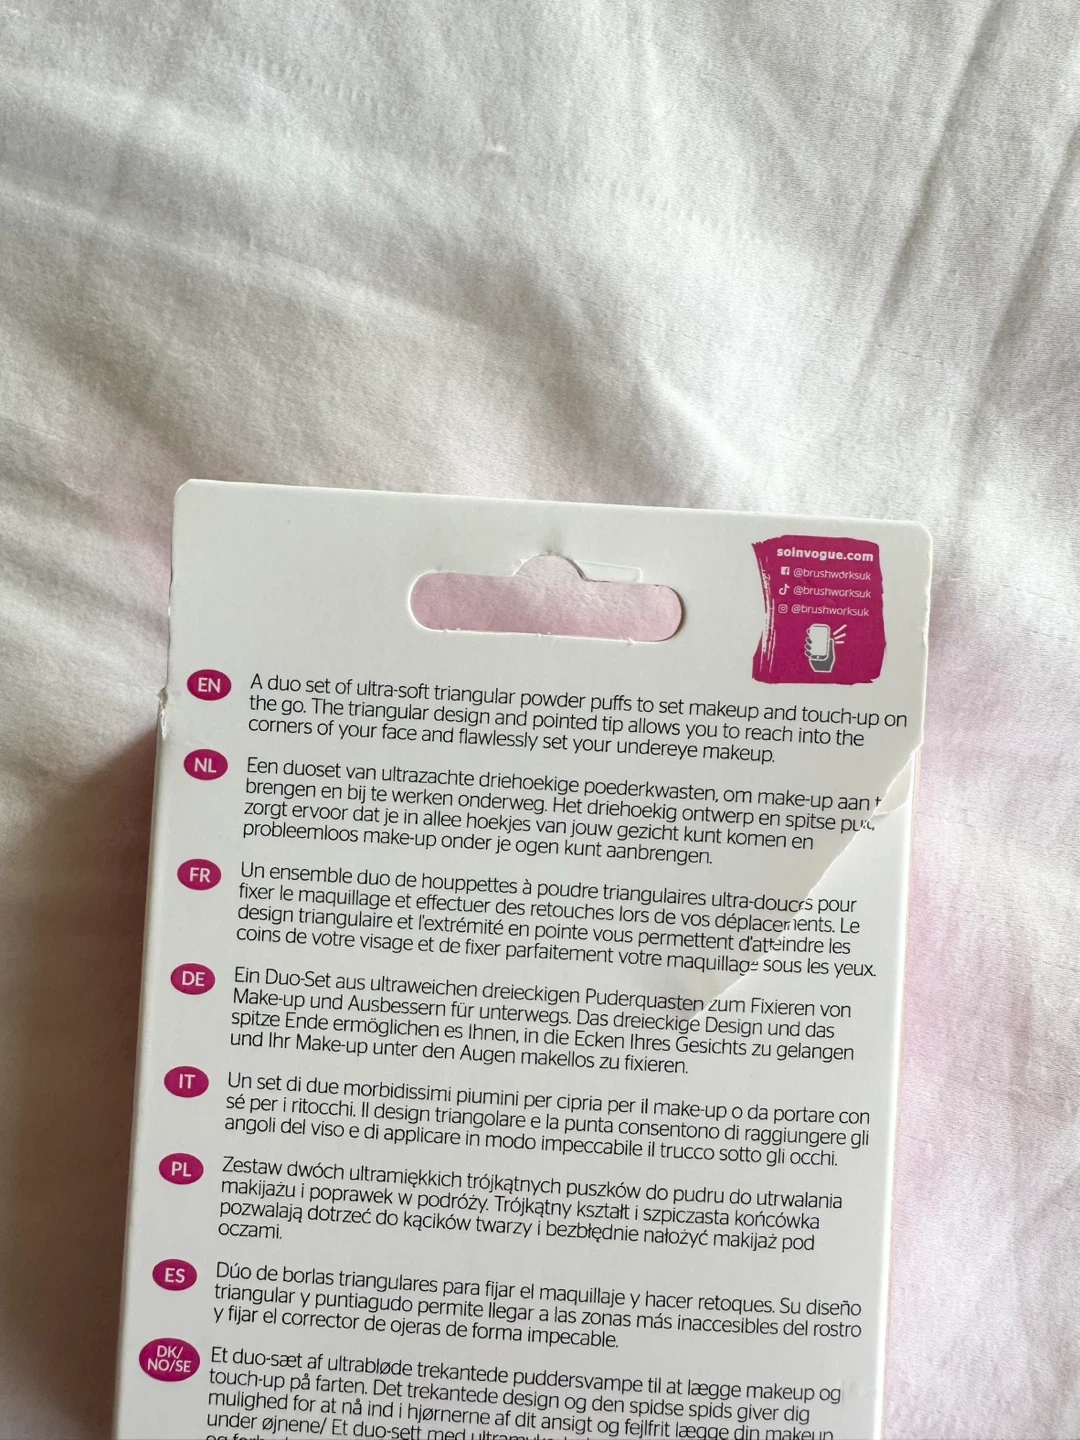 soinvogue.com
@brushworksuk
@brushworksuk
@brushworksuk
EN
A duo set of ultra-soft triangular powder puffs to set makeup and touch-up on
the go. The triangular design and pointed tip allows you to reach into the
corners of your face and flawlessly set your undereye makeup.
NL
Een duoset van ultrazachte driehoekige poederkwasten, om make-up aan
brengen en bij te werken onderweg. Het driehoekig ontwerp en spitse
zorgt ervoor dat je in allee hoekjes van jouw gezicht kunt komen en
probleemloos make-up onder je ogen kunt aanbrengen.
FR
Un ensemble duo de houppettes à poudre triangulaires ultra-douces pour
fixer le maquillage et effectuer des retouches lors de vos déplacements. Le
design triangulaire et l'extrémité en pointe vous permettent d'atteindre les
coins de votre visage et de fixer parfaitement votre maquillage sous les yeux.
DE
Ein Duo-Set aus ultraweichen dreieckigen Puderquasten zum Fixieren von
Make-up und Ausbessern für unterwegs. Das dreieckige Design und das
spitze Ende ermöglichen es Ihnen, in die Ecken Ihres Gesichts zu gelangen
und Ihr Make-up unter den Augen makellos zu fixieren.
IT
Un set di due morbidissimi piumini per cipria per il make-up o da portare con
sé per i ritocchi. Il design triangolare e la punta consentono di raggiungere gli
angoli del viso e di applicare in modo impeccabile il trucco sotto gli occhi.
PL
Zestaw dwóch ultramiękkich trójkątnych puszków do pudru do utrwalania
makijażu i poprawek w podróży. Trójkątny kształt i szpiczasta końcówka
pozwalają dotrzeć do kącików twarzy i bezbłędnie nałożyć makijaż pod
oczami.
ES
Dúo de borlas triangulares para fijar el maquillaje y hacer retoques. Su diseño
triangular y puntiagudo permite llegar a las zonas más inaccesibles del rostro
y fijar el corrector de ojeras de forma impecable.
DK/
NO/SE
Et duo-sæt af ultrabløde trekantede puddersvampe til at lægge makeup og
touch-up på farten. Det trekantede design og den spidse spids giver dig
mulighed for at nå ind i hjørnerne af dit ansigt og fejlfrit lægge din makeup
under øjnene/ Et duo-sett med